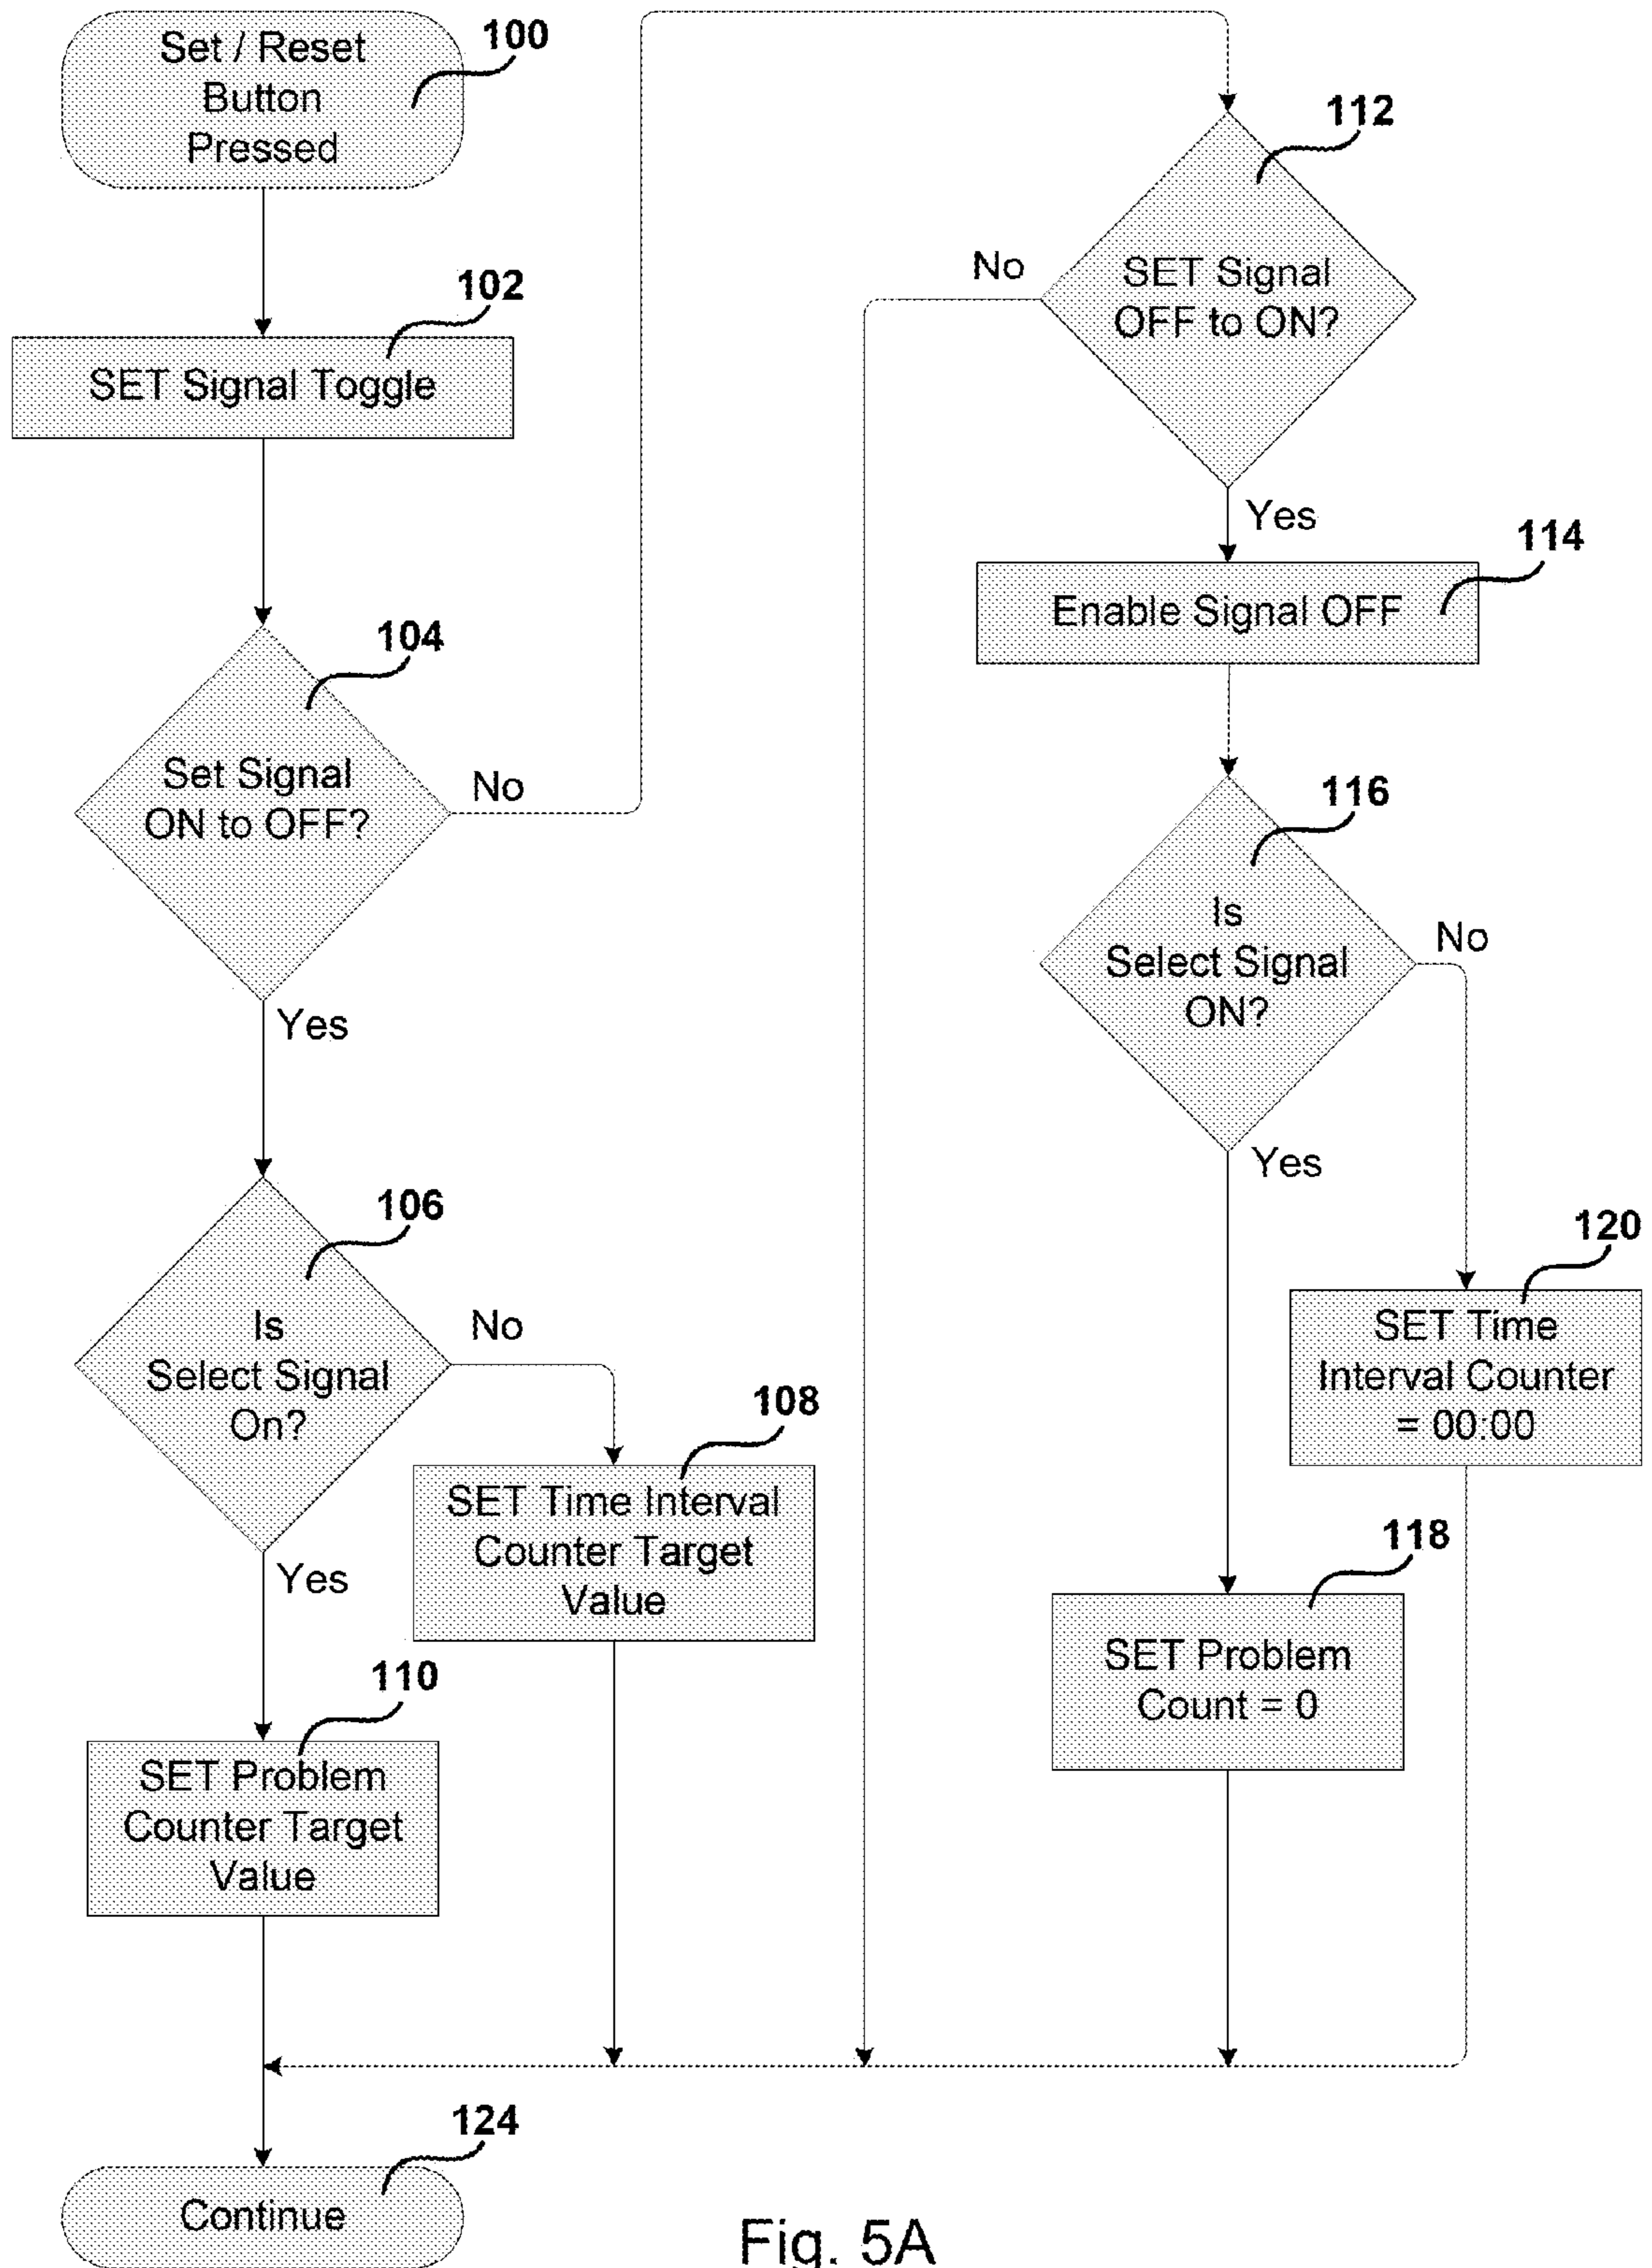 100
Set / Reset
Button
Pressed
102
SET Signal Toggle
104
Set Signal
ON to OFF?
No
Yes
106
Is
Select Signal
On?
No
Yes
108
SET Time Interval
Counter Target
Value
110
SET Problem
Counter Target
Value
112
SET Signal
OFF to ON?
No
Yes
114
Enable Signal OFF
116
Is
Select Signal
ON?
No
Yes
120
SET Time
Interval Counter
= 00:00
118
SET Problem
Count = 0
124
Continue
Fig. 5A